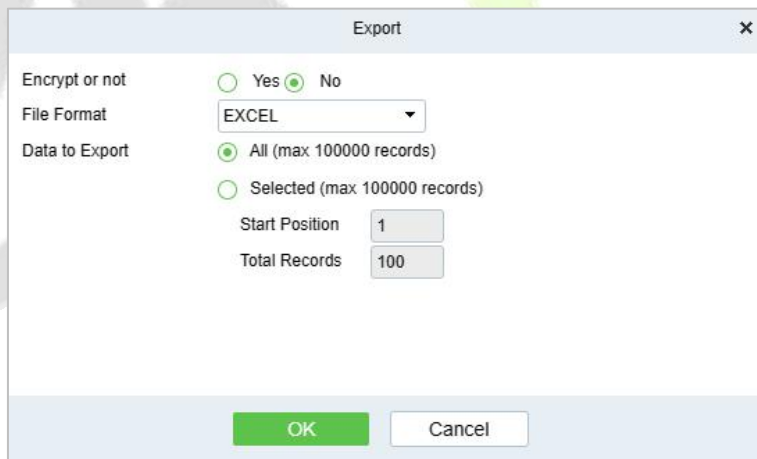 Export
Encrypt or not Yes No
File Format EXCEL
Data to Export All (max 100000 records)
Selected (max 100000 records)
Start Position 1
Total Records 100
OK Cancel